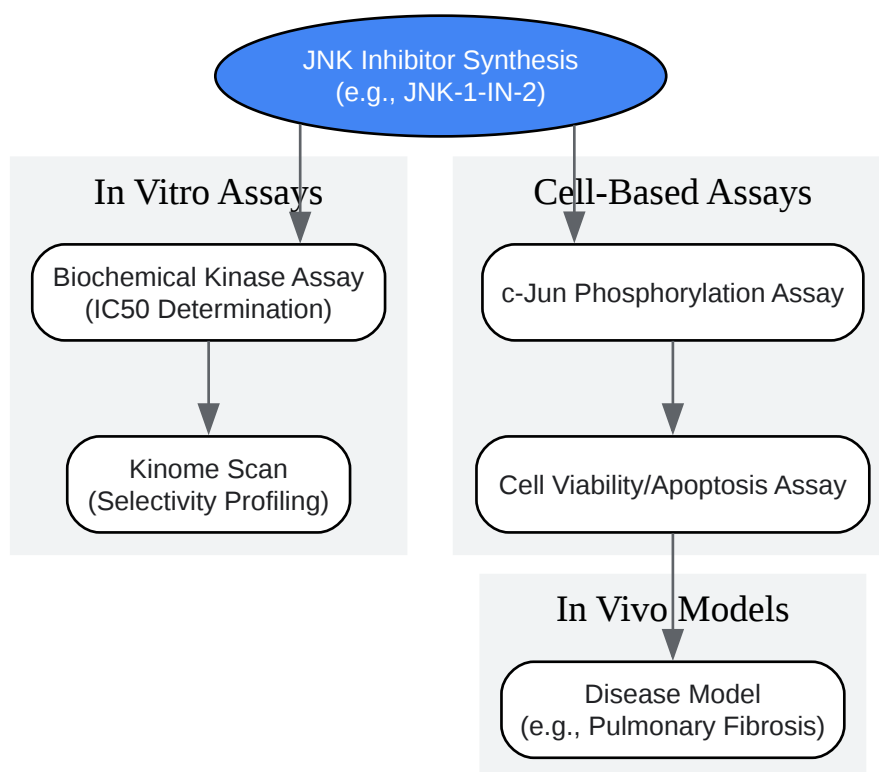 JNK Inhibitor Synthesis
(e.g., JNK-1-IN-2)
In Vitro Assays
Biochemical Kinase Assay
(IC50 Determination)
Kinome Scan
(Selectivity Profiling)
Cell-Based Assays
c-Jun Phosphorylation Assay
Cell Viability/Apoptosis Assay
In Vivo Models
Disease Model
(e.g., Pulmonary Fibrosis)